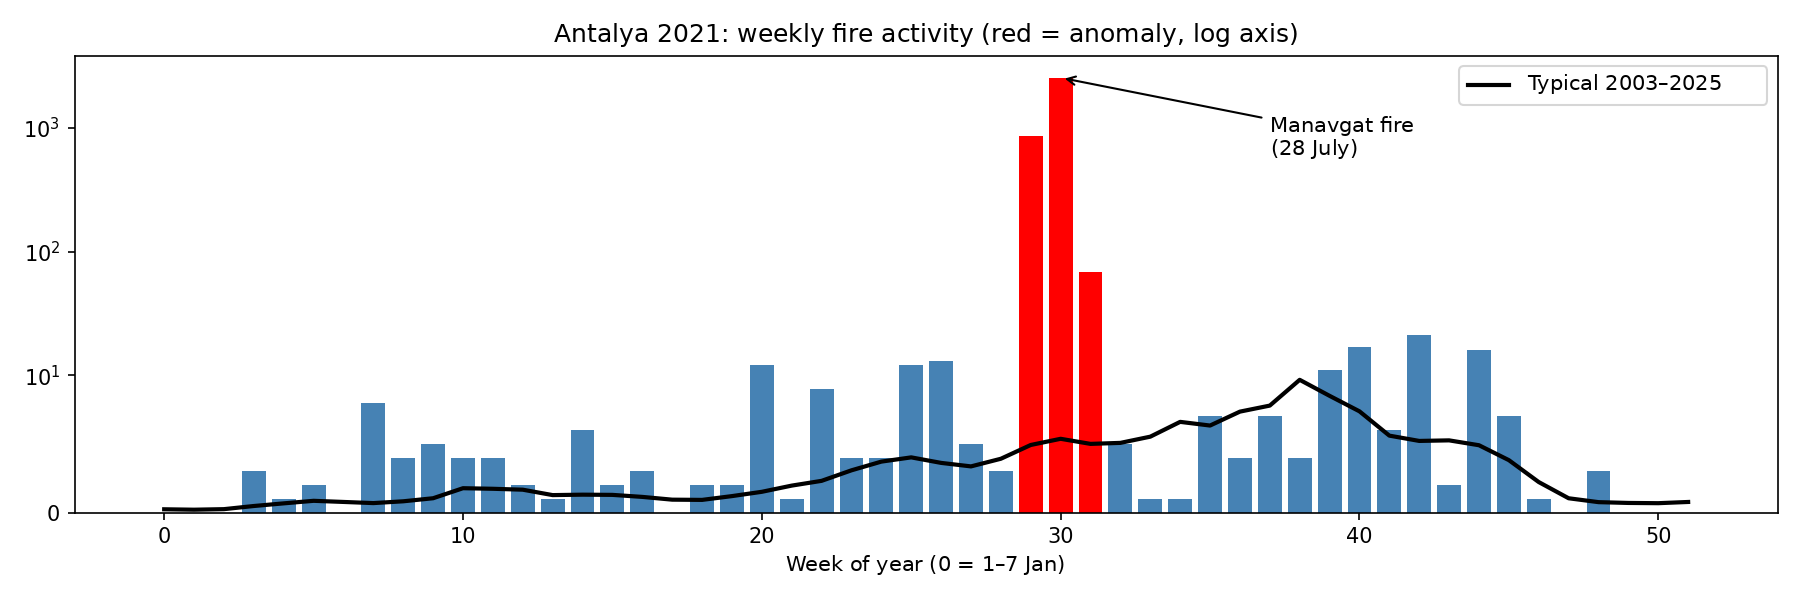 Antalya 2021: weekly fire activity (red = anomaly, log axis)
Typical 2003–2025
Manavgat fire
(28 July)
10³
10²
10¹
0
0 10 20 30 40 50
Week of year (0 = 1–7 Jan)